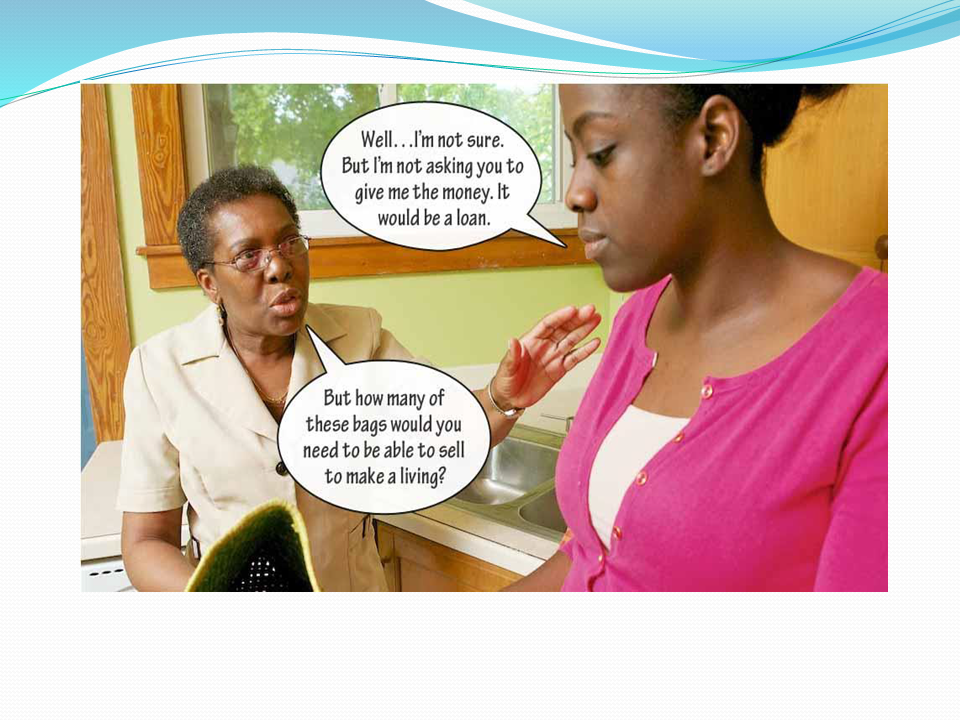 Well...I'm not sure.
But I'm not asking you to
give me the money. It
would be a loan.
But how many of
these bags would you
need to be able to sell
to make a living?